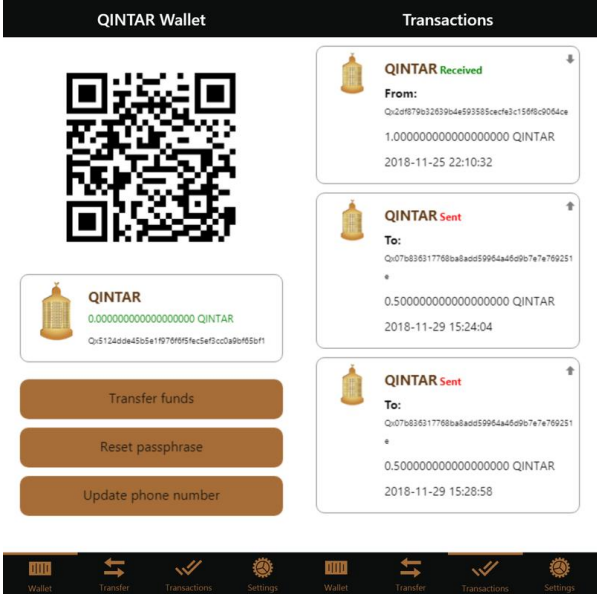 QINTAR Wallet
QINTAR
0.000000000000000000 QINTAR
Qx5124dde45b5e1f976f6f5fec5ef3cc0a9bf65bf1
Transfer funds
Reset passphrase
Update phone number
Wallet
Transfer
Transactions
Settings
Transactions
QINTAR Received
From:
Qx2df879b32639b4e593585cecfe3c156f8c9064ce
1.000000000000000000 QINTAR
2018-11-25 22:10:32
QINTAR Sent
To:
Qx07b836317768ba8add59964a46d9b7e7e769251
e
0.500000000000000000 QINTAR
2018-11-29 15:24:04
QINTAR Sent
To:
Qx07b836317768ba8add59964a46d9b7e7e769251
e
0.500000000000000000 QINTAR
2018-11-29 15:28:58
Wallet
Transfer
Transactions
Settings